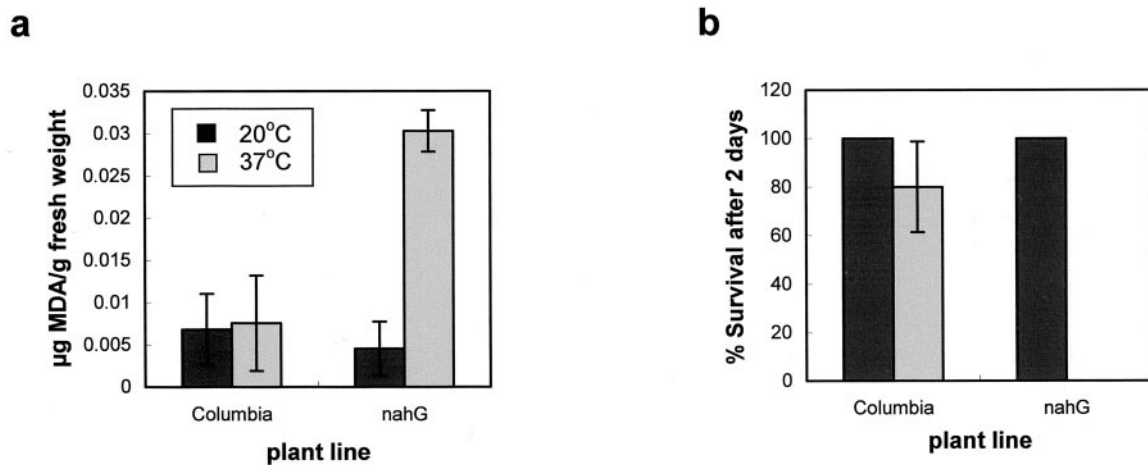 a
0.035
0.03
0.025
0.02
0.015
0.01
0.005
0
µg MDA/g fresh weight
20°C
37°C
Columbia
nahG
plant line
b
120
100
80
60
40
20
0
% Survival after 2 days
Columbia
nahG
plant line